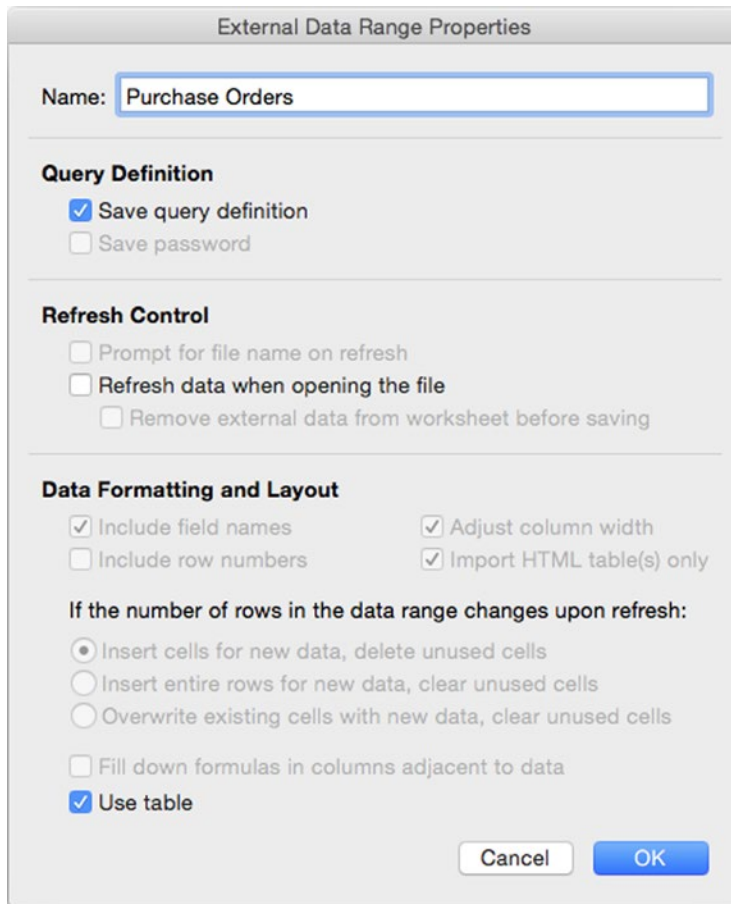 External Data Range Properties
Name: Purchase Orders
Query Definition
Save query definition
Save password
Refresh Control
Prompt for file name on refresh
Refresh data when opening the file
Remove external data from worksheet before saving
Data Formatting and Layout
Include field names Adjust column width
Include row numbers Import HTML table(s) only
If the number of rows in the data range changes upon refresh:
Insert cells for new data, delete unused cells
Insert entire rows for new data, clear unused cells
Overwrite existing cells with new data, clear unused cells
Fill down formulas in columns adjacent to data
Use table
Cancel OK